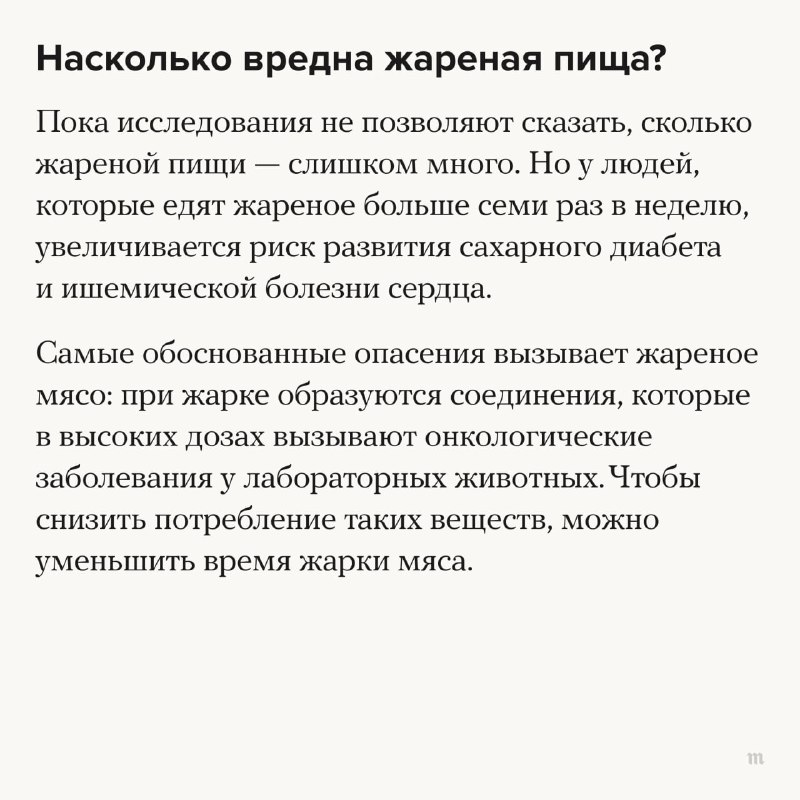 Насколько вредна жареная пища?
Пока исследования не позволяют сказать, сколько
жареной пищи — слишком много. Но у людей,
которые едят жареное больше семи раз в неделю,
увеличивается риск развития сахарного диабета
и ишемической болезни сердца.
Самые обоснованные опасения вызывает жареное
мясо: при жарке образуются соединения, которые
в высоких дозах вызывают онкологические
заболевания у лабораторных животных. Чтобы
снизить потребление таких веществ, можно
уменьшить время жарки мяса.
m